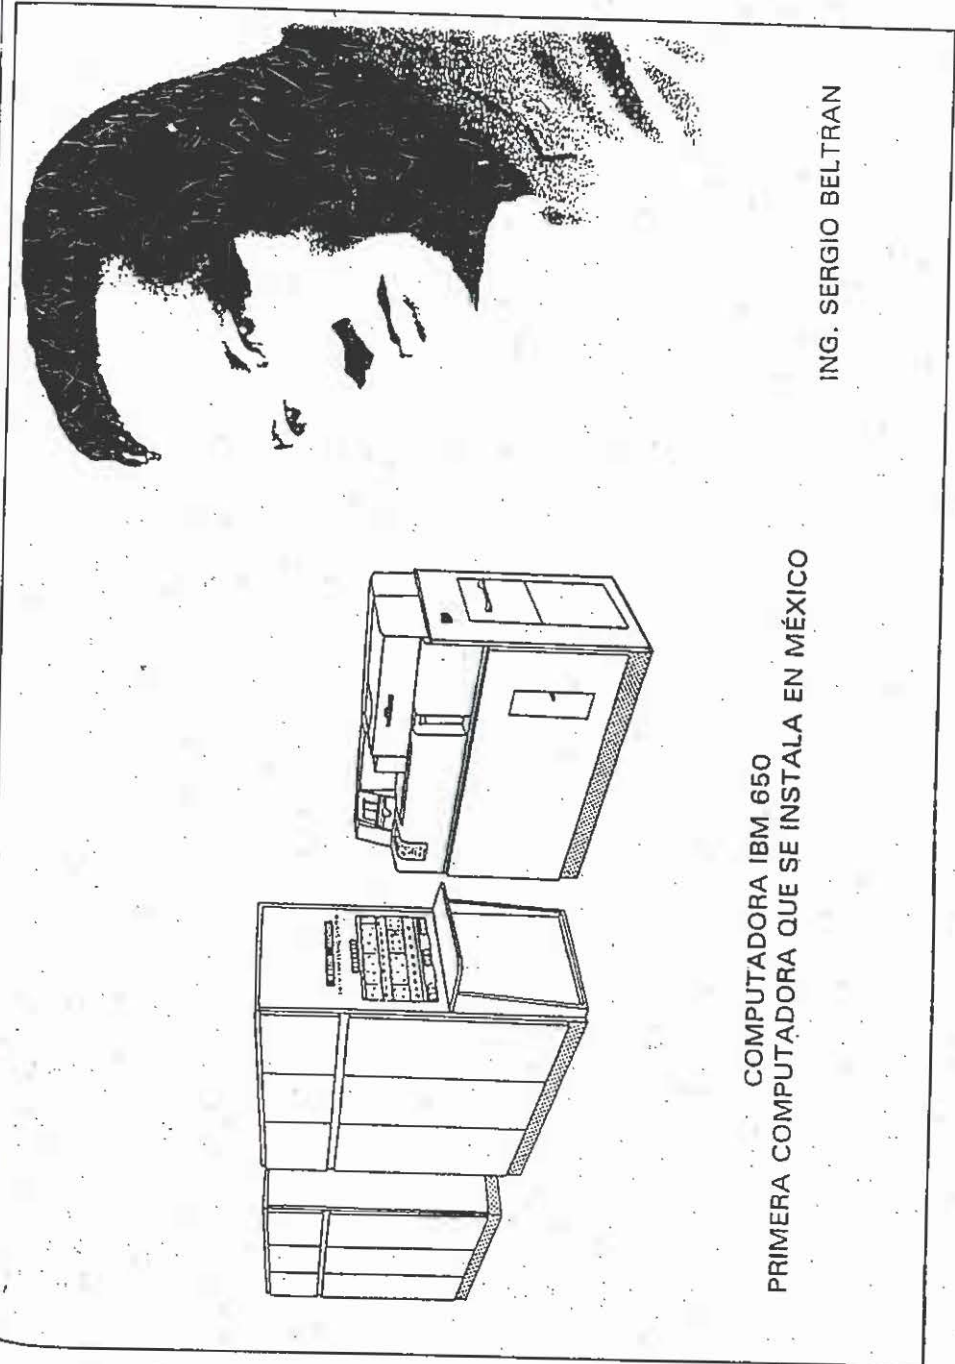 COMPUTADORA IBM 650
PRIMERA COMPUTADORA QUE SE INSTALA EN MÉXICO
ING. SERGIO BELTRAN